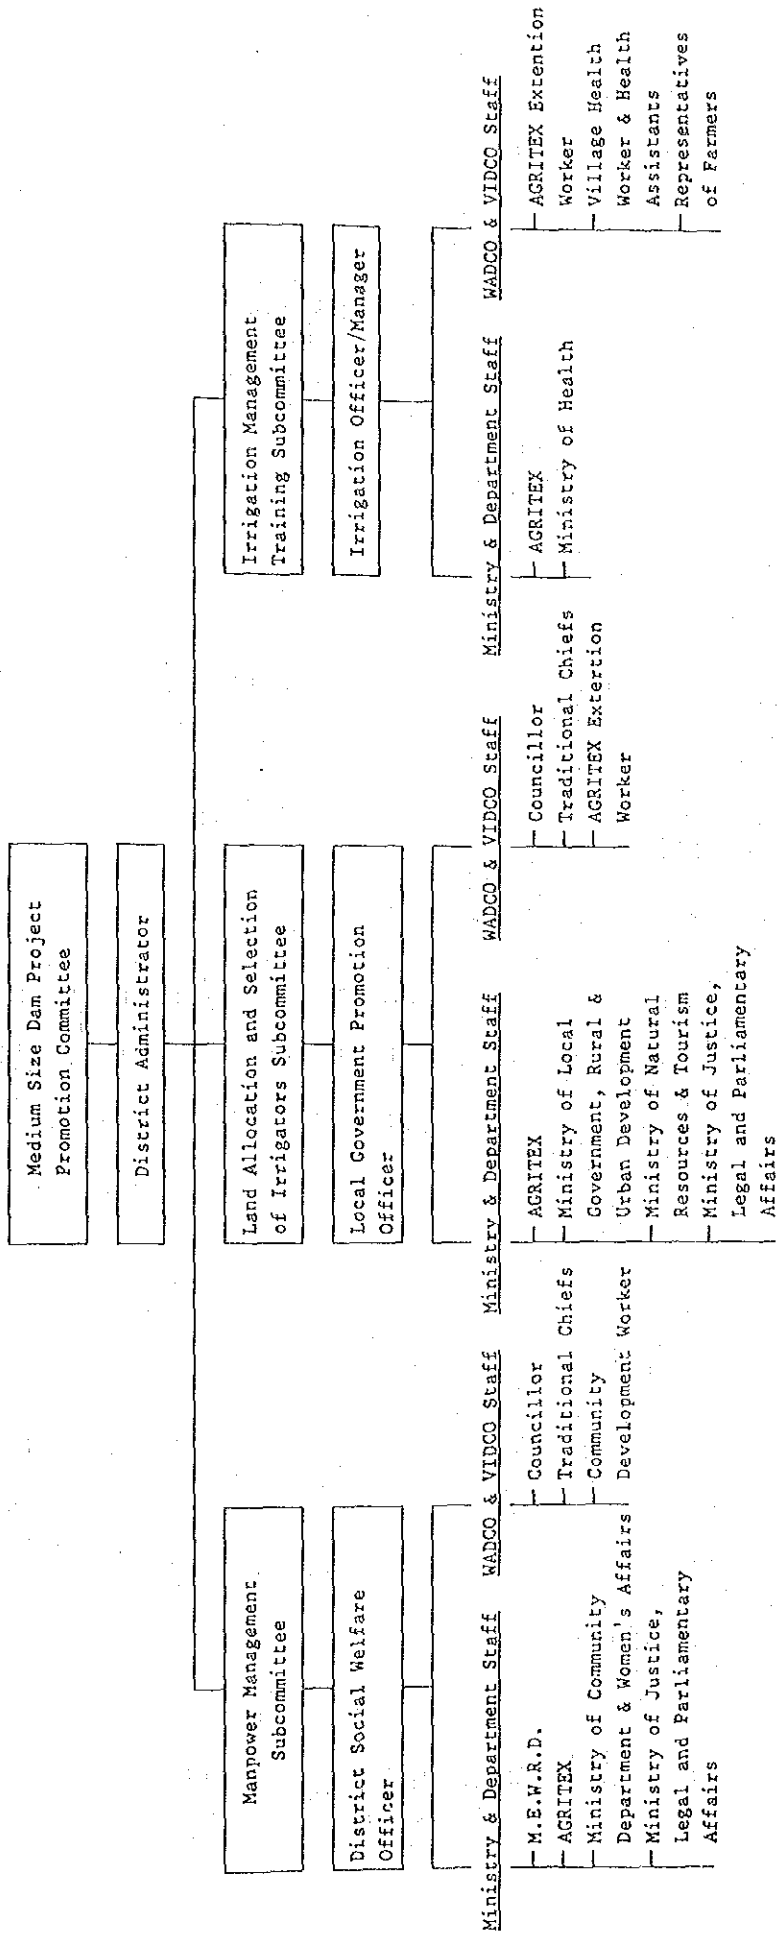 Medium Size Dam Project
Promotion Committee
District Administrator
Manpower Management
Subcommittee
District Social Welfare
Officer
Ministry & Department Staff
M.E.W.R.D.
AGRITEX
Ministry of Community
Department & Women's Affairs
Ministry of Justice,
Legal and Parliamentary
Affairs
WADCO & VIDCO Staff
Councillor
Traditional Chiefs
Community
Development Worker
Land Allocation and Selection
of Irrigators Subcommittee
Local Government Promotion
Officer
Ministry & Department Staff
AGRITEX
Ministry of Local
Government, Rural &
Urban Development
Ministry of Natural
Resources & Tourism
Ministry of Justice,
Legal and Parliamentary
Affairs
WADCO & VIDCO Staff
Councillor
Traditional Chiefs
AGRITEX Extertion
Worker
Irrigation Management
Training Subcommittee
Irrigation Officer/Manager
Ministry & Department Staff
AGRITEX
Ministry of Health
WADCO & VIDCO Staff
AGRITEX Extention
Worker
Village Health
Worker & Health
Assistants
Representatives
of Farmers